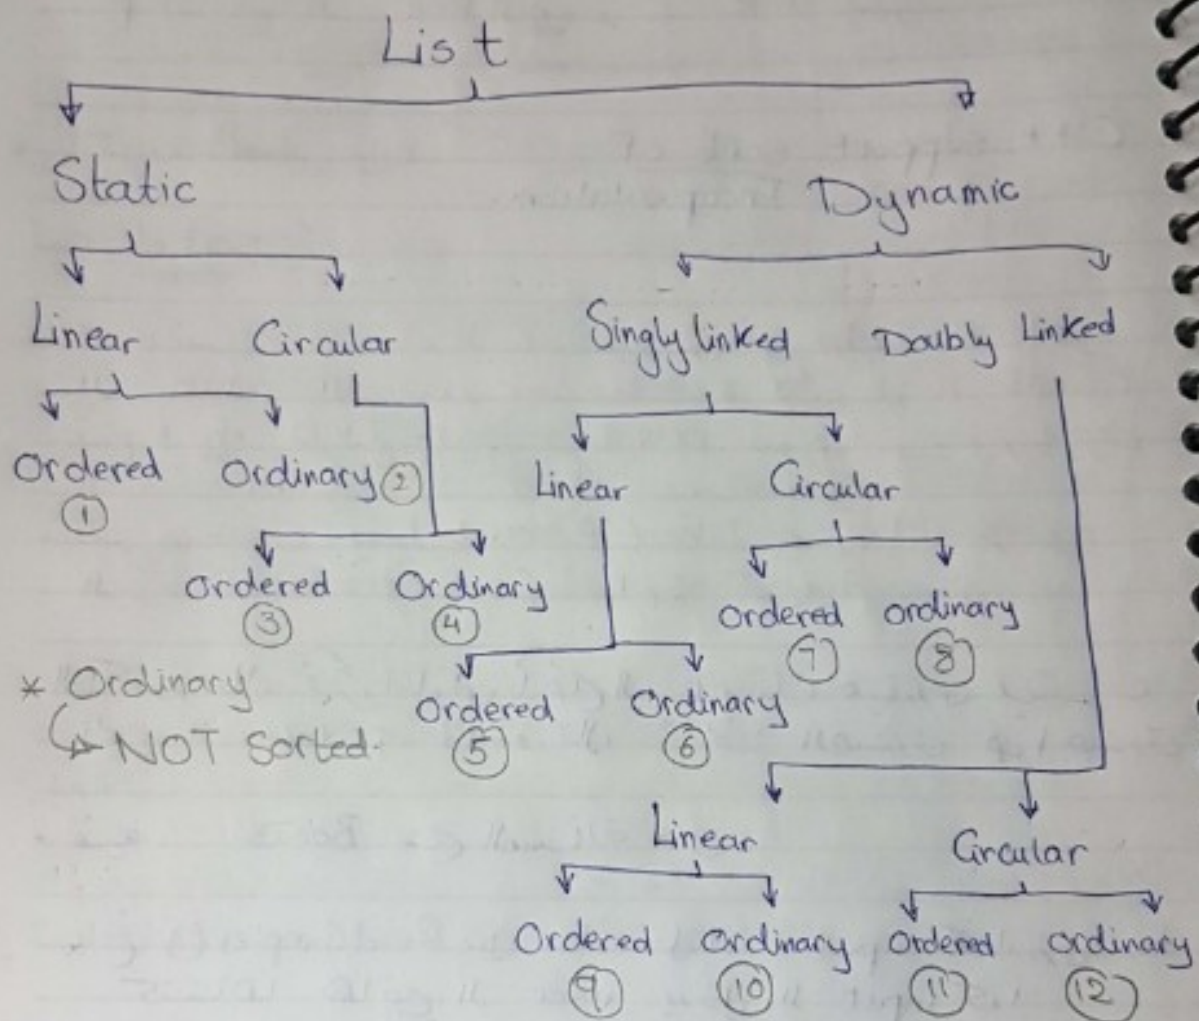 List
Static Dynamic
Linear Circular Singly linked Doubly Linked
Ordered Ordinary ② Linear Circular
①
Ordered Ordinary Ordered ordinary
③ ④ ⑦ ⑧
* Ordinary Ordered Ordinary
NOT Sorted. ⑤ ⑥
Linear Circular
Ordered Ordinary Ordered ordinary
⑨ ⑩ ⑪ ⑫